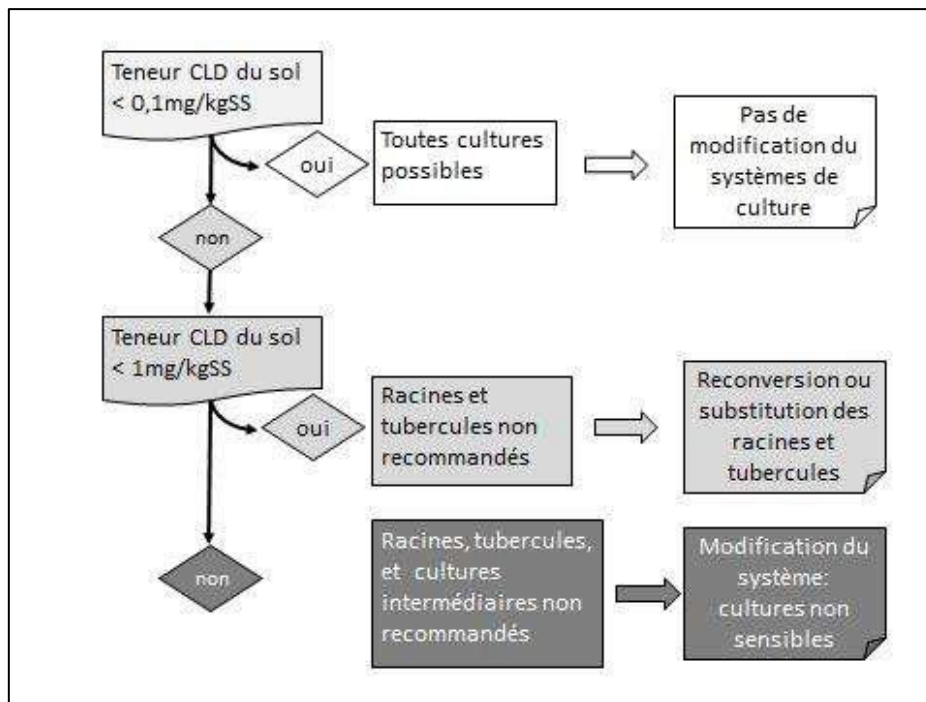 Teneur CLD du sol
< 0,1mg/kgSS
oui
Toutes cultures
possibles
Pas de
modification du
systèmes de
culture
non
Teneur CLD du sol
< 1mg/kgSS
oui
Racines et
tubercules non
recommandés
Reconversion ou
substitution des
racines et
tubercules
non
Racines, tubercules,
et cultures
intermédiaires non
recommandés
Modification du
système:
cultures non
sensibles